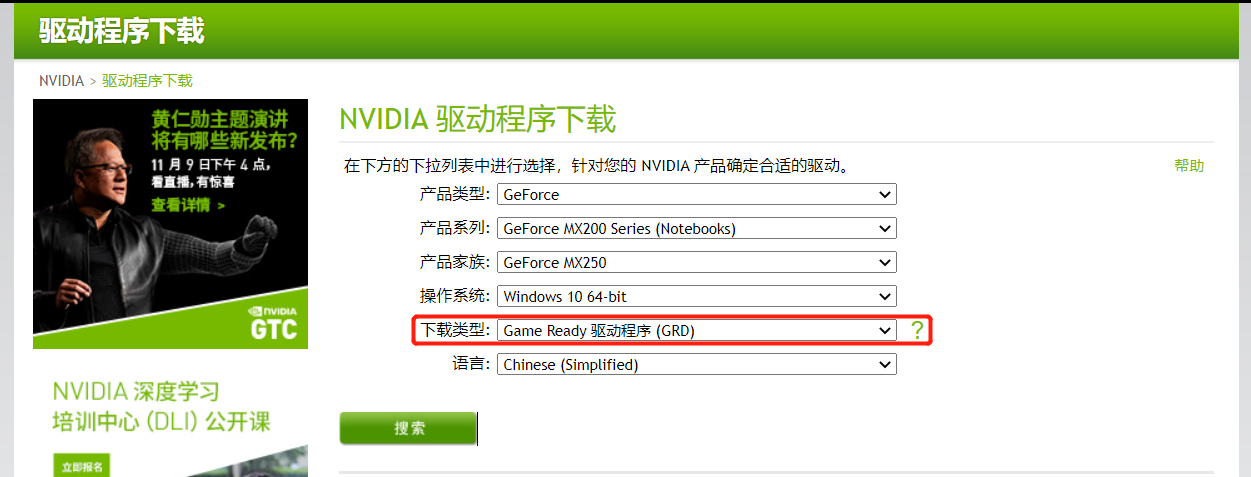 驱动程序下载
NVIDIA > 驱动程序下载
黄仁勋主题演讲
将有哪些新发布?
11 月 9 日下午 4 点,
看直播,有惊喜
查看详情 >
NVIDIA
GTC
NVIDIA 深度学习
培训中心 (DLI) 公开课
立即报名
NVIDIA 驱动程序下载
在下方的下拉列表中进行选择，针对您的 NVIDIA 产品确定合适的驱动。
帮助
产品类型: GeForce
产品系列: GeForce MX200 Series (Notebooks)
产品家族: GeForce MX250
操作系统: Windows 10 64-bit
下载类型: Game Ready 驱动程序 (GRD) ?
语言: Chinese (Simplified)
搜索